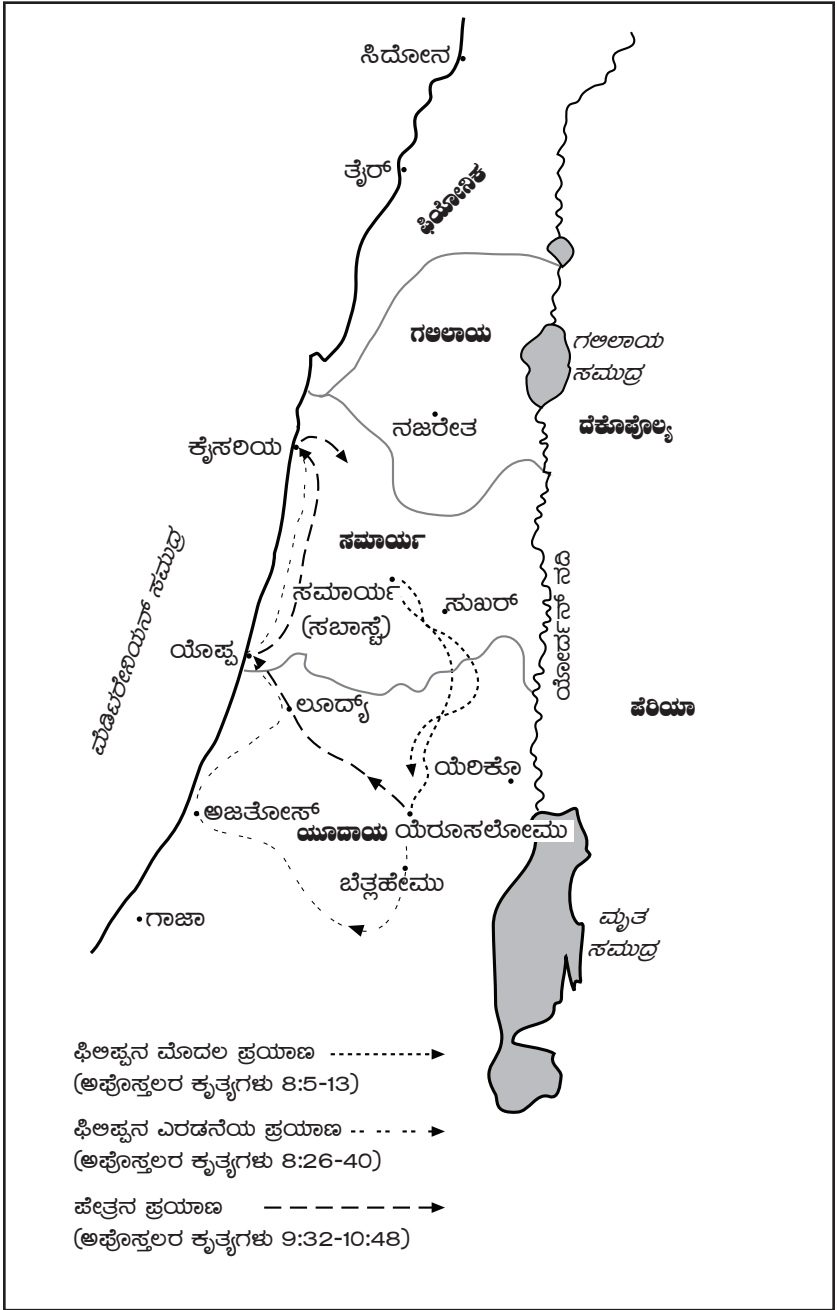 ಸಿದೋನ
ತೈರ್
ಫಿಯೋನಿಕ
ಗಲಿಲಾಯ
ಗಲಿಲಾಯ
ಸಮುದ್ರ
ನಜರೇತ
ದೆಕೊಪೊಲ್ಯ
ಕೈಸರಿಯ
ಮೆಡಿಟರೇನಿಯನ್ ಸಮುದ್ರ
ಸಮಾರ್ಯ
ಸಮಾರ್ಯ
(ಸಬಾಸ್ಟೆ)
ಸುಖರ್
ಯೋರ್ದಾನ ನದಿ
ಯೊಪ್ಪ
ಲೂದ್ಯ್
ಪೆರಿಯಾ
ಯೆರಿಕೊ
ಅಜತೋಸ್
ಯೂದಾಯ ಯೆರೂಸಲೋಮು
ಬೆತ್ಲಹೇಮು
ಗಾಜಾ
ಮೃತ
ಸಮುದ್ರ
ಫಿಲಿಪ್ಪನ ಮೊದಲ ಪ್ರಯಾಣ
(ಅಪೊಸ್ತಲರ ಕೃತ್ಯಗಳು 8:5-13)
ಫಿಲಿಪ್ಪನ ಎರಡನೆಯ ಪ್ರಯಾಣ
(ಅಪೊಸ್ತಲರ ಕೃತ್ಯಗಳು 8:26-40)
ಪೇತ್ರನ ಪ್ರಯಾಣ
(ಅಪೊಸ್ತಲರ ಕೃತ್ಯಗಳು 9:32-10:48)